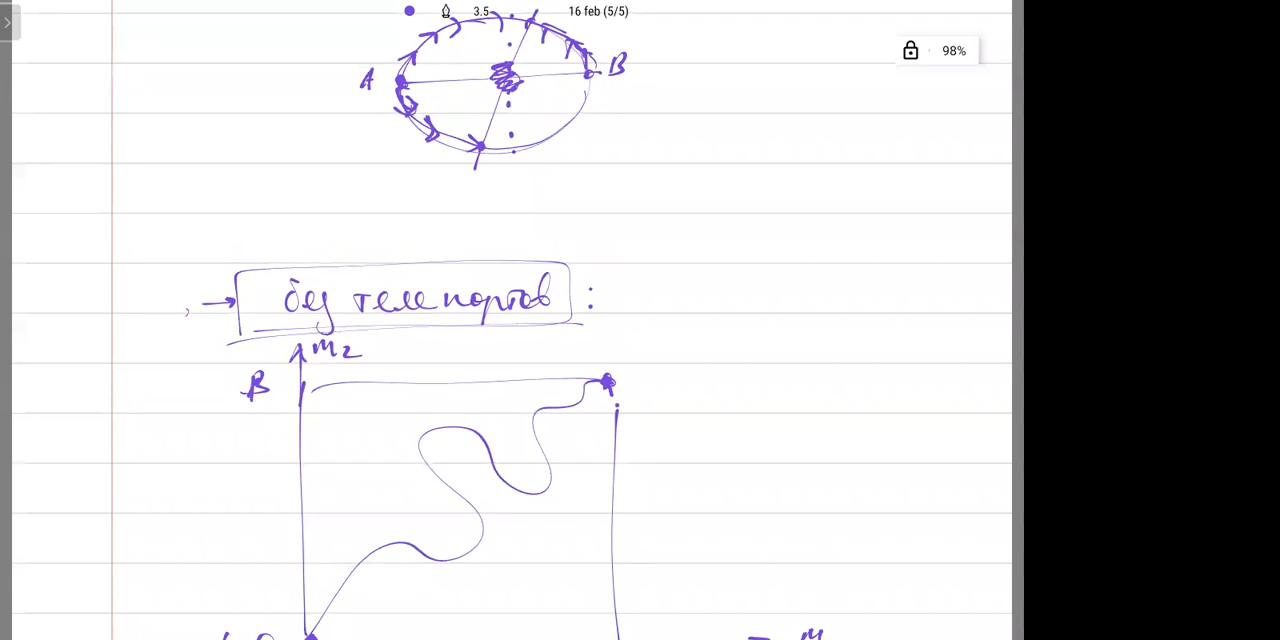 3.5 16 feb (5/5)
98%
A B
→ без телепортов :
m2
B